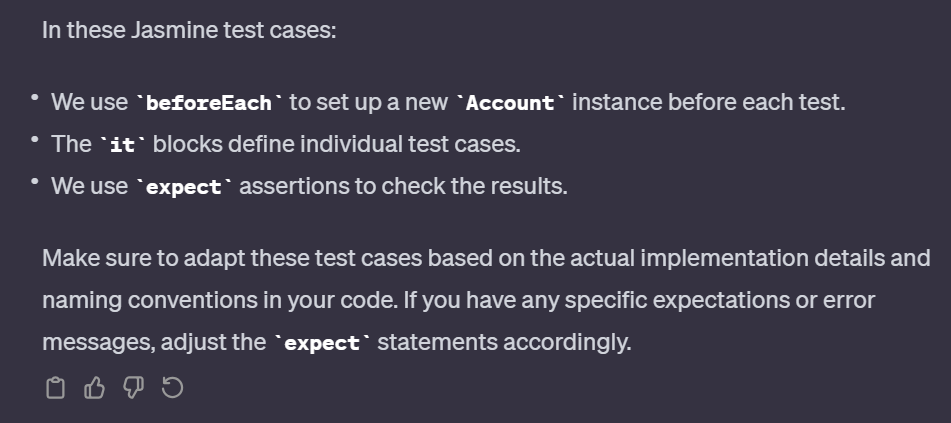 In these Jasmine test cases:
• We use `beforeEach` to set up a new `Account` instance before each test.
• The `it` blocks define individual test cases.
• We use `expect` assertions to check the results.
Make sure to adapt these test cases based on the actual implementation details and
naming conventions in your code. If you have any specific expectations or error
messages, adjust the `expect` statements accordingly.